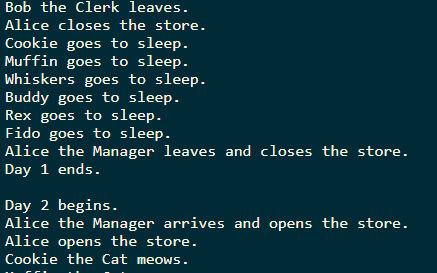 Bob the Clerk leaves.
Alice closes the store.
Cookie goes to sleep.
Muffin goes to sleep.
Whiskers goes to sleep.
Buddy goes to sleep.
Rex goes to sleep.
Fido goes to sleep.
Alice the Manager leaves and closes the store.
Day 1 ends.

Day 2 begins.
Alice the Manager arrives and opens the store.
Alice opens the store.
Cookie the Cat meows.